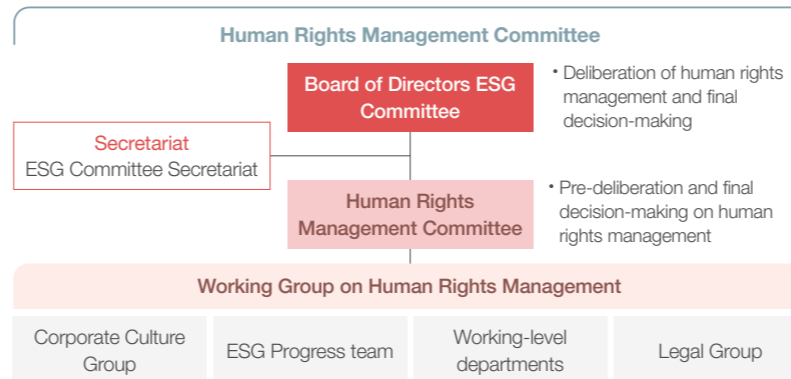 Human Rights Management Committee
Board of Directors ESG
Committee
• Deliberation of human rights
management and final
decision-making
Secretariat
ESG Committee Secretariat
Human Rights
Management Committee
• Pre-deliberation and final
decision-making on human
rights management
Working Group on Human Rights Management
Corporate Culture
Group
ESG Progress team
Working-level
departments
Legal Group